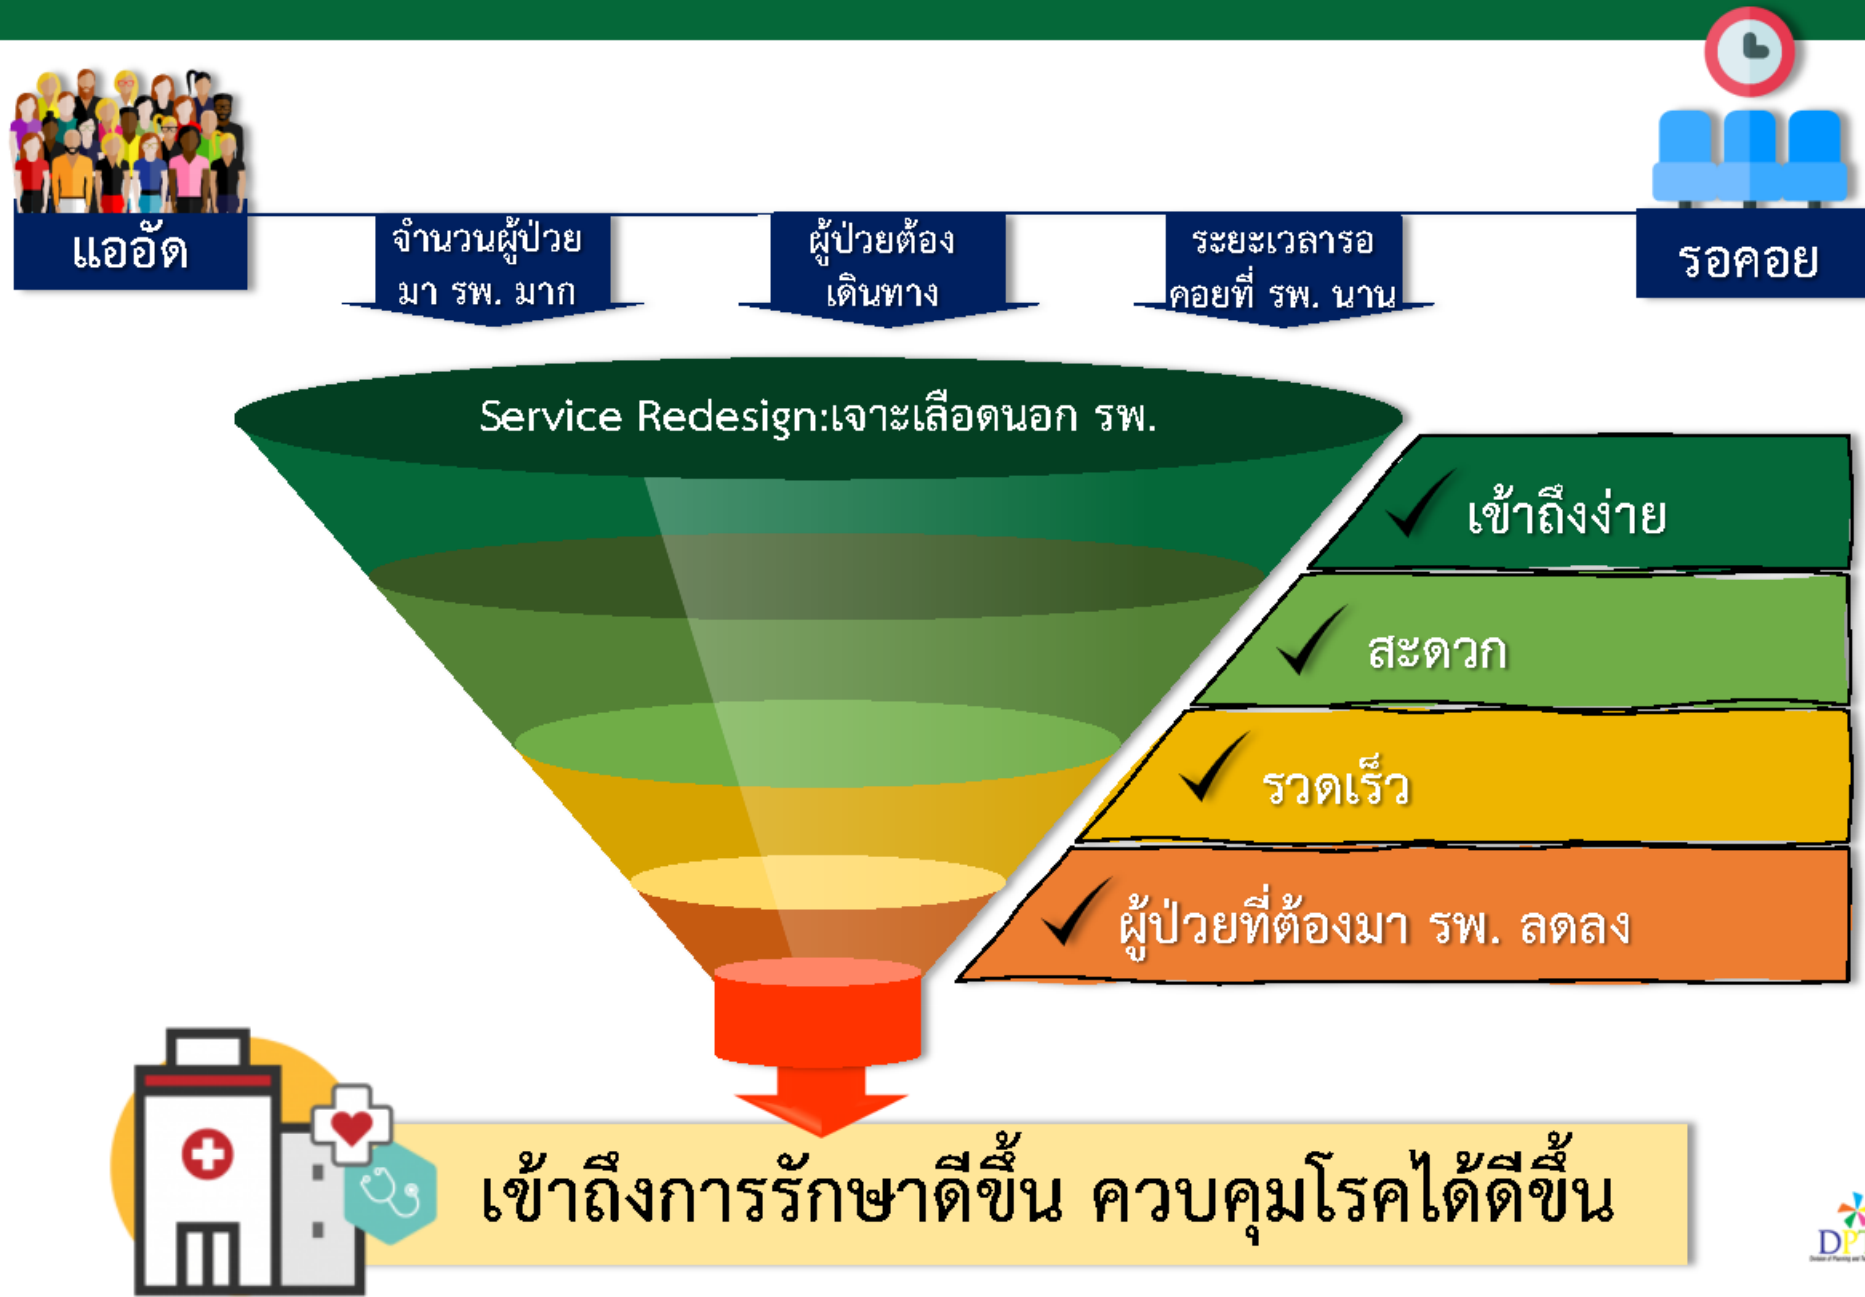 แออัด
จำนวนผู้ป่วย
มา รพ. มาก
ผู้ป่วยต้อง
เดินทาง
ระยะเวลารอ
คอยที่ รพ. นาน
รอคอย
Service Redesign:เจาะเลือดนอก รพ.
เข้าถึงง่าย
สะดวก
รวดเร็ว
ผู้ป่วยที่ต้องมา รพ. ลดลง
เข้าถึงการรักษาดีขึ้น ควบคุมโรคได้ดีขึ้น